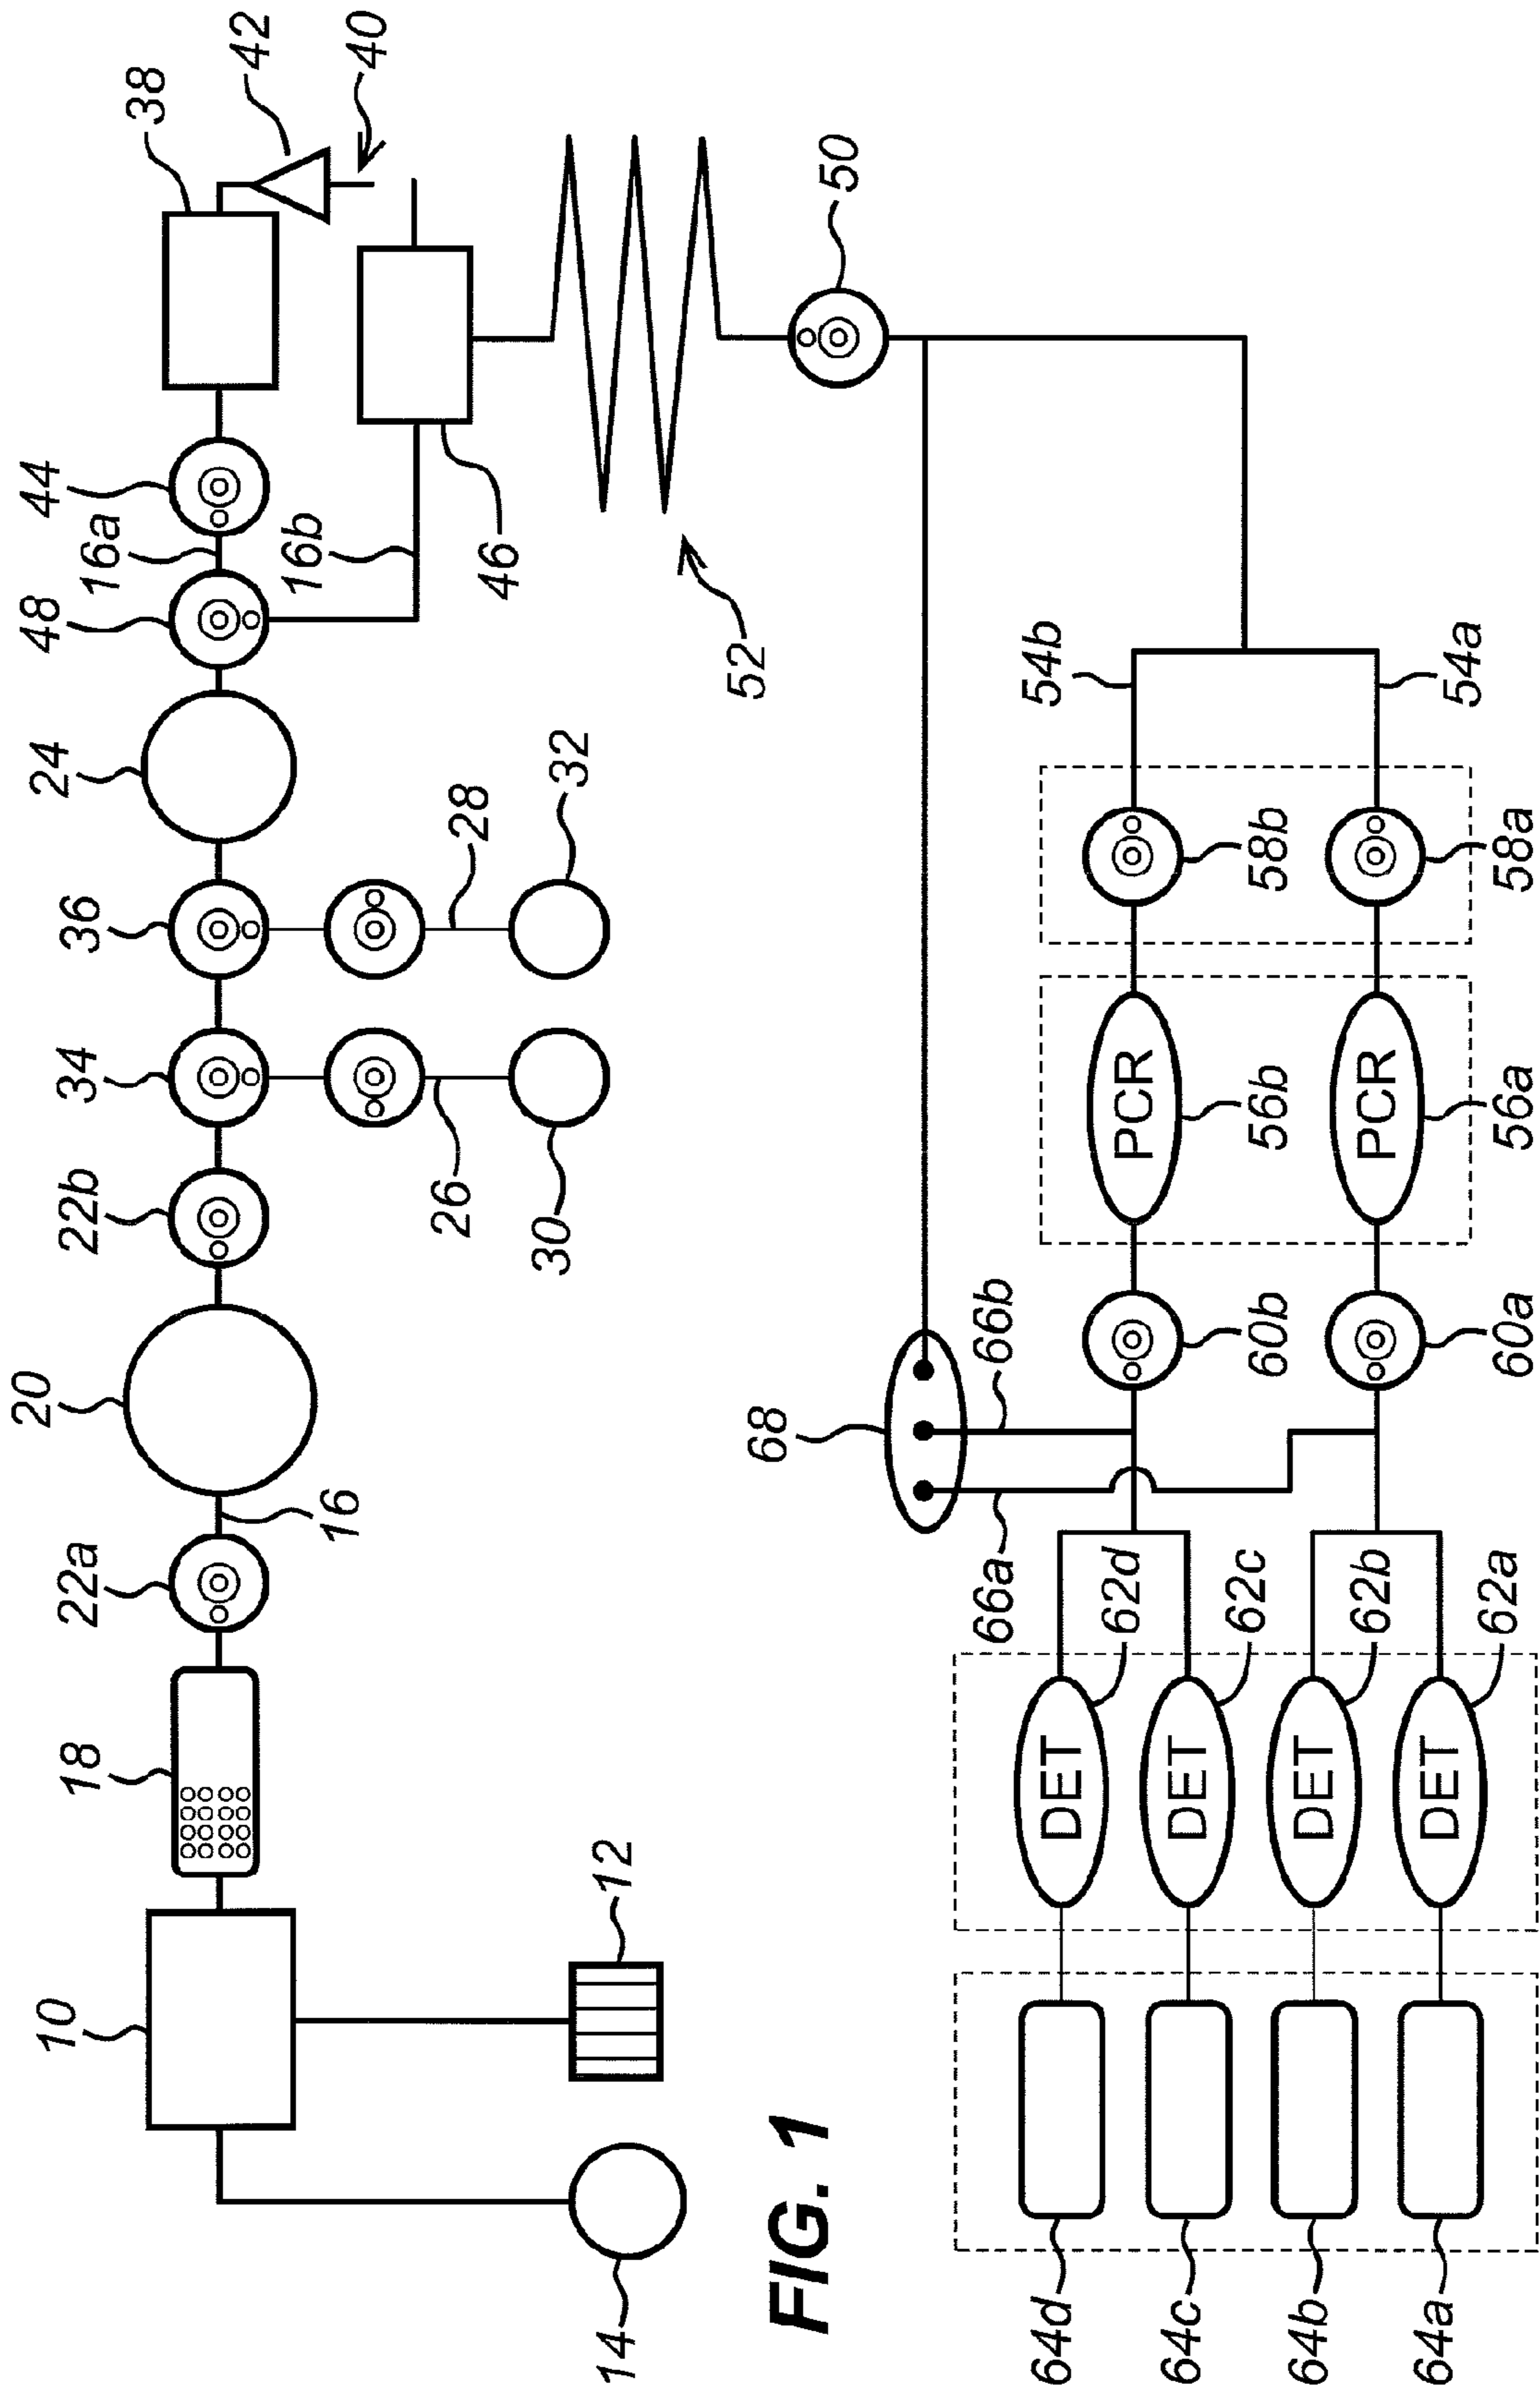 10
18
22a
20
22b
34
36
24
48
44
38
16a
42
40
16
26
28
16b
14
12
30
32
46
52
50
FIG. 1
68
66a
66b
54b
64d
64c
64b
64a
DET
DET
DET
DET
62d
62c
62b
62a
60b
60a
PCR
PCR
56b
56a
58b
58a
54a